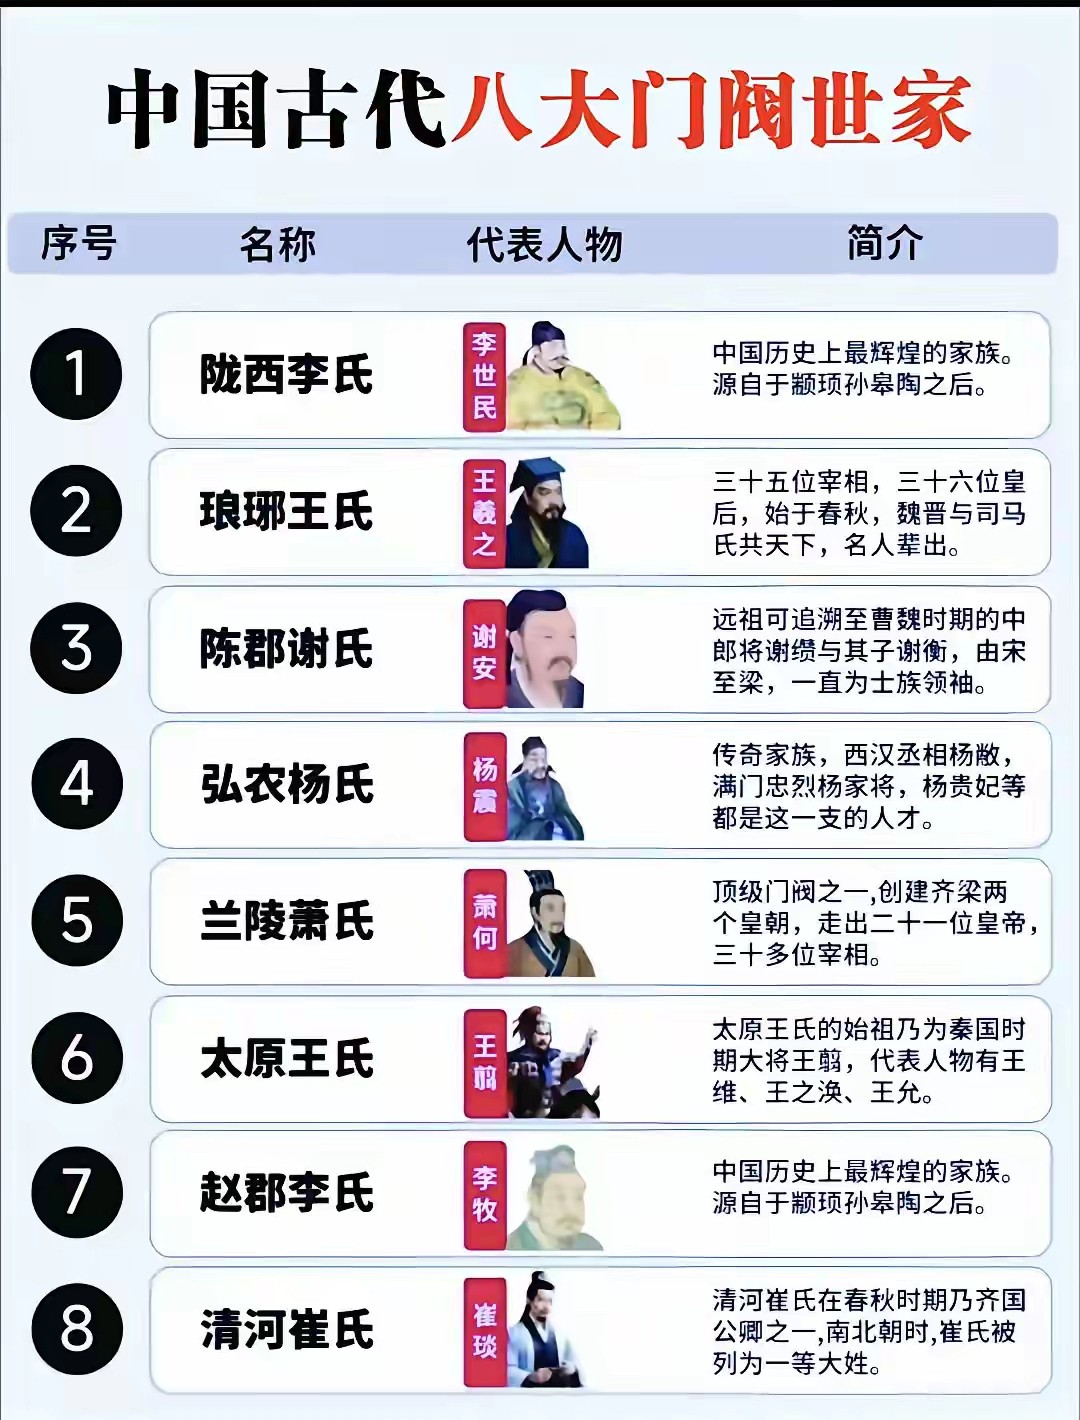 中国古代八大门阀世家
序号 名称 代表人物 简介
1
陇西李氏
李世民
中国历史上最辉煌的家族。
源自于颛顼孙皋陶之后。
2
琅琊王氏
王羲之
三十五位宰相，三十六位皇
后，始于春秋，魏晋与司马
氏共天下，名人辈出。
3
陈郡谢氏
谢安
远祖可追溯至曹魏时期的中
郎将谢缵与其子谢衡，由宋
至梁，一直为士族领袖。
4
弘农杨氏
杨震
传奇家族，西汉丞相杨敞，
满门忠烈杨家将，杨贵妃等
都是这一支的人才。
5
兰陵萧氏
萧何
顶级门阀之一,创建齐梁两
个皇朝，走出二十一位皇帝，
三十多位宰相。
6
太原王氏
王翦
太原王氏的始祖乃为秦国时
期大将王翦，代表人物有王
维、王之涣、王允。
7
赵郡李氏
李牧
中国历史上最辉煌的家族。
源自于颛顼孙皋陶之后。
8
清河崔氏
崔琰
清河崔氏在春秋时期乃齐国
公卿之一,南北朝时,崔氏被
列为一等大姓。